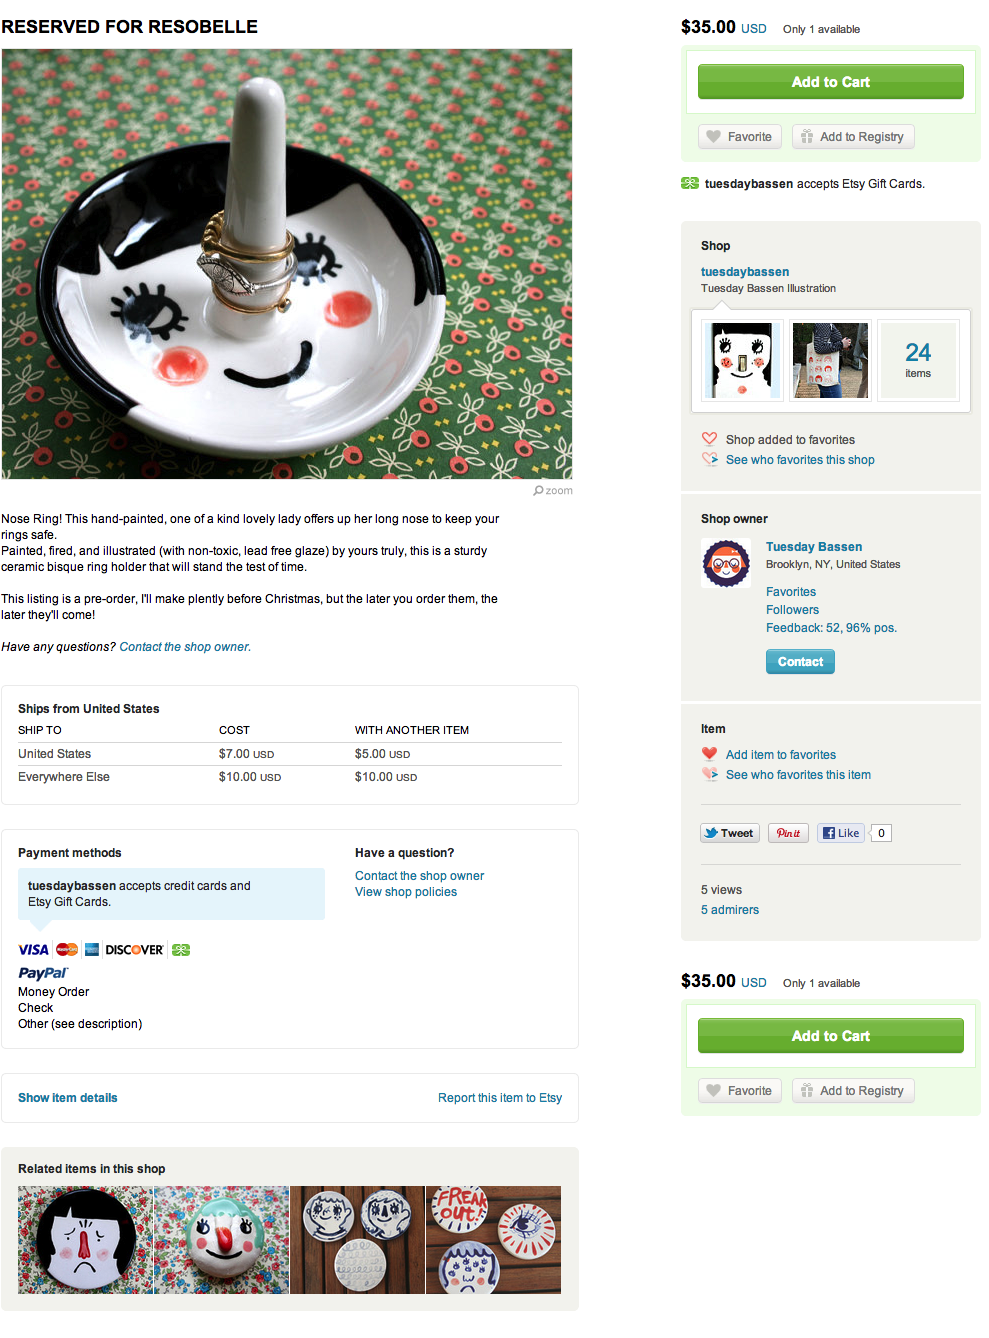 RESERVED FOR RESOBELLE
zoom
Nose Ring! This hand-painted, one of a kind lovely lady offers up her long nose to keep your
rings safe.
Painted, fired, and illustrated (with non-toxic, lead free glaze) by yours truly, this is a sturdy
ceramic bisque ring holder that will stand the test of time.
This listing is a pre-order, I'll make plently before Christmas, but the later you order them, the
later they'll come!
Have any questions? Contact the shop owner.
Ships from United States
SHIP TO COST WITH ANOTHER ITEM
United States $7.00 USD $5.00 USD
Everywhere Else $10.00 USD $10.00 USD
Payment methods
tuesdaybassen accepts credit cards and
Etsy Gift Cards.
VISA MasterCard DISCOVER
PayPal
Money Order
Check
Other (see description)
Have a question?
Contact the shop owner
View shop policies
Show item details Report this item to Etsy
Related items in this shop
FREAK
OUT!
$35.00 USD Only 1 available
Add to Cart
Favorite Add to Registry
tuesdaybassen accepts Etsy Gift Cards.
Shop
tuesdaybassen
Tuesday Bassen Illustration
24
items
Shop added to favorites
See who favorites this shop
Shop owner
Tuesday Bassen
Brooklyn, NY, United States
Favorites
Followers
Feedback: 52, 96% pos.
Contact
Item
Add item to favorites
See who favorites this item
Tweet Pin it Like 0
5 views
5 admirers
$35.00 USD Only 1 available
Add to Cart
Favorite Add to Registry